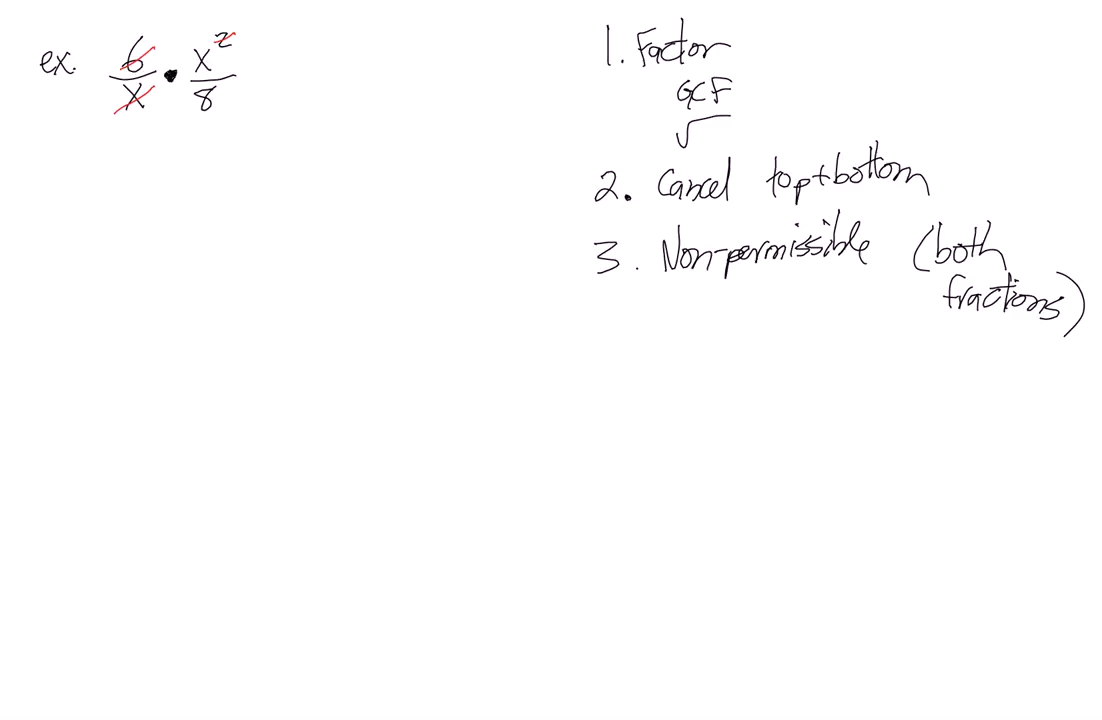 ex. 6/x • x²/8
1. Factor
GCF
√
2. Cancel top+bottom
3. Non-permissible (both
fractions)